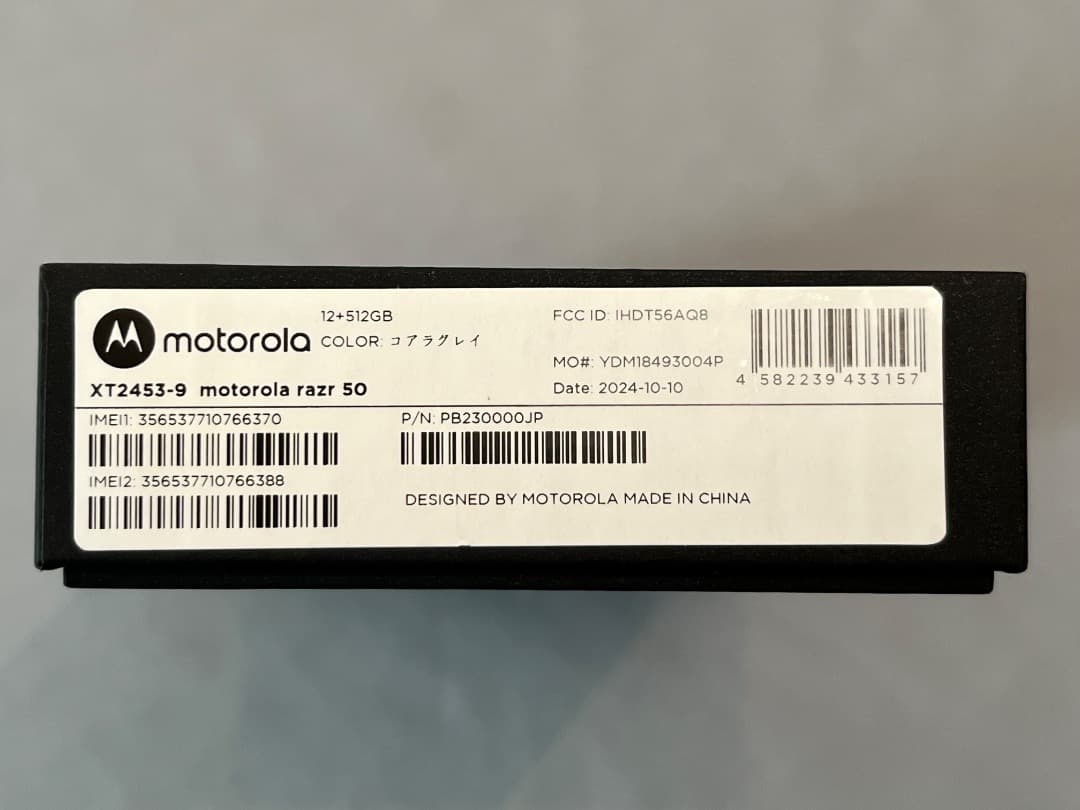 motorola
12+512GB
COLOR: コアラグレイ
XT2453-9 motorola razr 50
FCC ID: IHDT56AQ8
MO#: YDM18493004P
Date: 2024-10-10
4 582239 433157
IMEI1: 356537710766370
IMEI2: 356537710766388
P/N: PB230000JP
DESIGNED BY MOTOROLA MADE IN CHINA